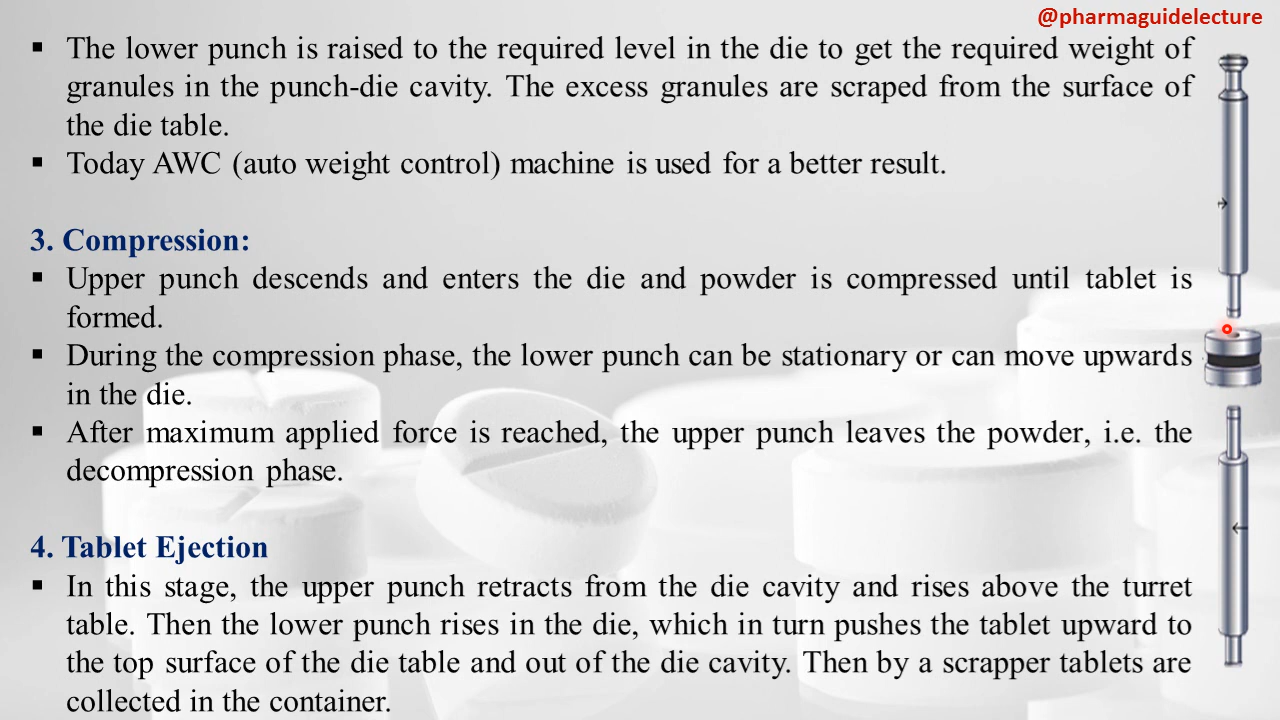 @pharmaguidelecture
▪ The lower punch is raised to the required level in the die to get the required weight of
granules in the punch-die cavity. The excess granules are scraped from the surface of
the die table.
▪ Today AWC (auto weight control) machine is used for a better result.
3. Compression:
▪ Upper punch descends and enters the die and powder is compressed until tablet is
formed.
▪ During the compression phase, the lower punch can be stationary or can move upwards
in the die.
▪ After maximum applied force is reached, the upper punch leaves the powder, i.e. the
decompression phase.
4. Tablet Ejection
▪ In this stage, the upper punch retracts from the die cavity and rises above the turret
table. Then the lower punch rises in the die, which in turn pushes the tablet upward to
the top surface of the die table and out of the die cavity. Then by a scrapper tablets are
collected in the container.